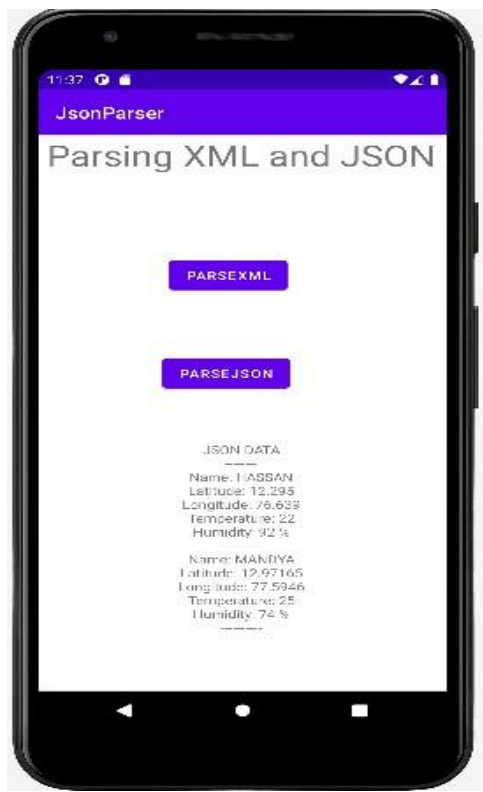 11:37
JsonParser
Parsing XML and JSON
PARSEXML
PARSEJSON
JSON DATA
--------
Name: HASSAN
Latitude: 12.295
Longitude: 76.639
Temperature: 22
Humidity: 92 %
Name: MANDYA
Latitude: 12.97165
Longitude: 77.5946
Temperature: 25
Humidity: 74 %
----------